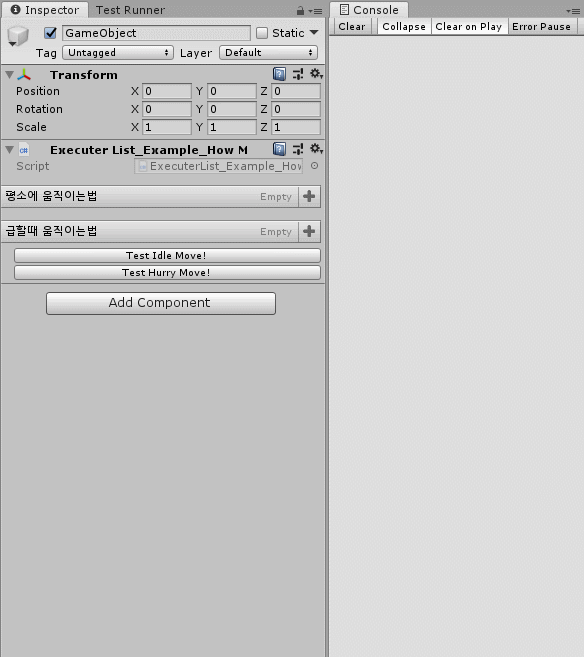 Inspector Test Runner
GameObject Static
Tag Untagged Layer Default
Transform
Position X 0 Y 0 Z 0
Rotation X 0 Y 0 Z 0
Scale X 1 Y 1 Z 1
Executer List_Example_How M
Script ExecuterList_Example_How
평소에 움직이는법 Empty
급할때 움직이는법 Empty
Test Idle Move!
Test Hurry Move!
Add Component
Console
Clear Collapse Clear on Play Error Pause